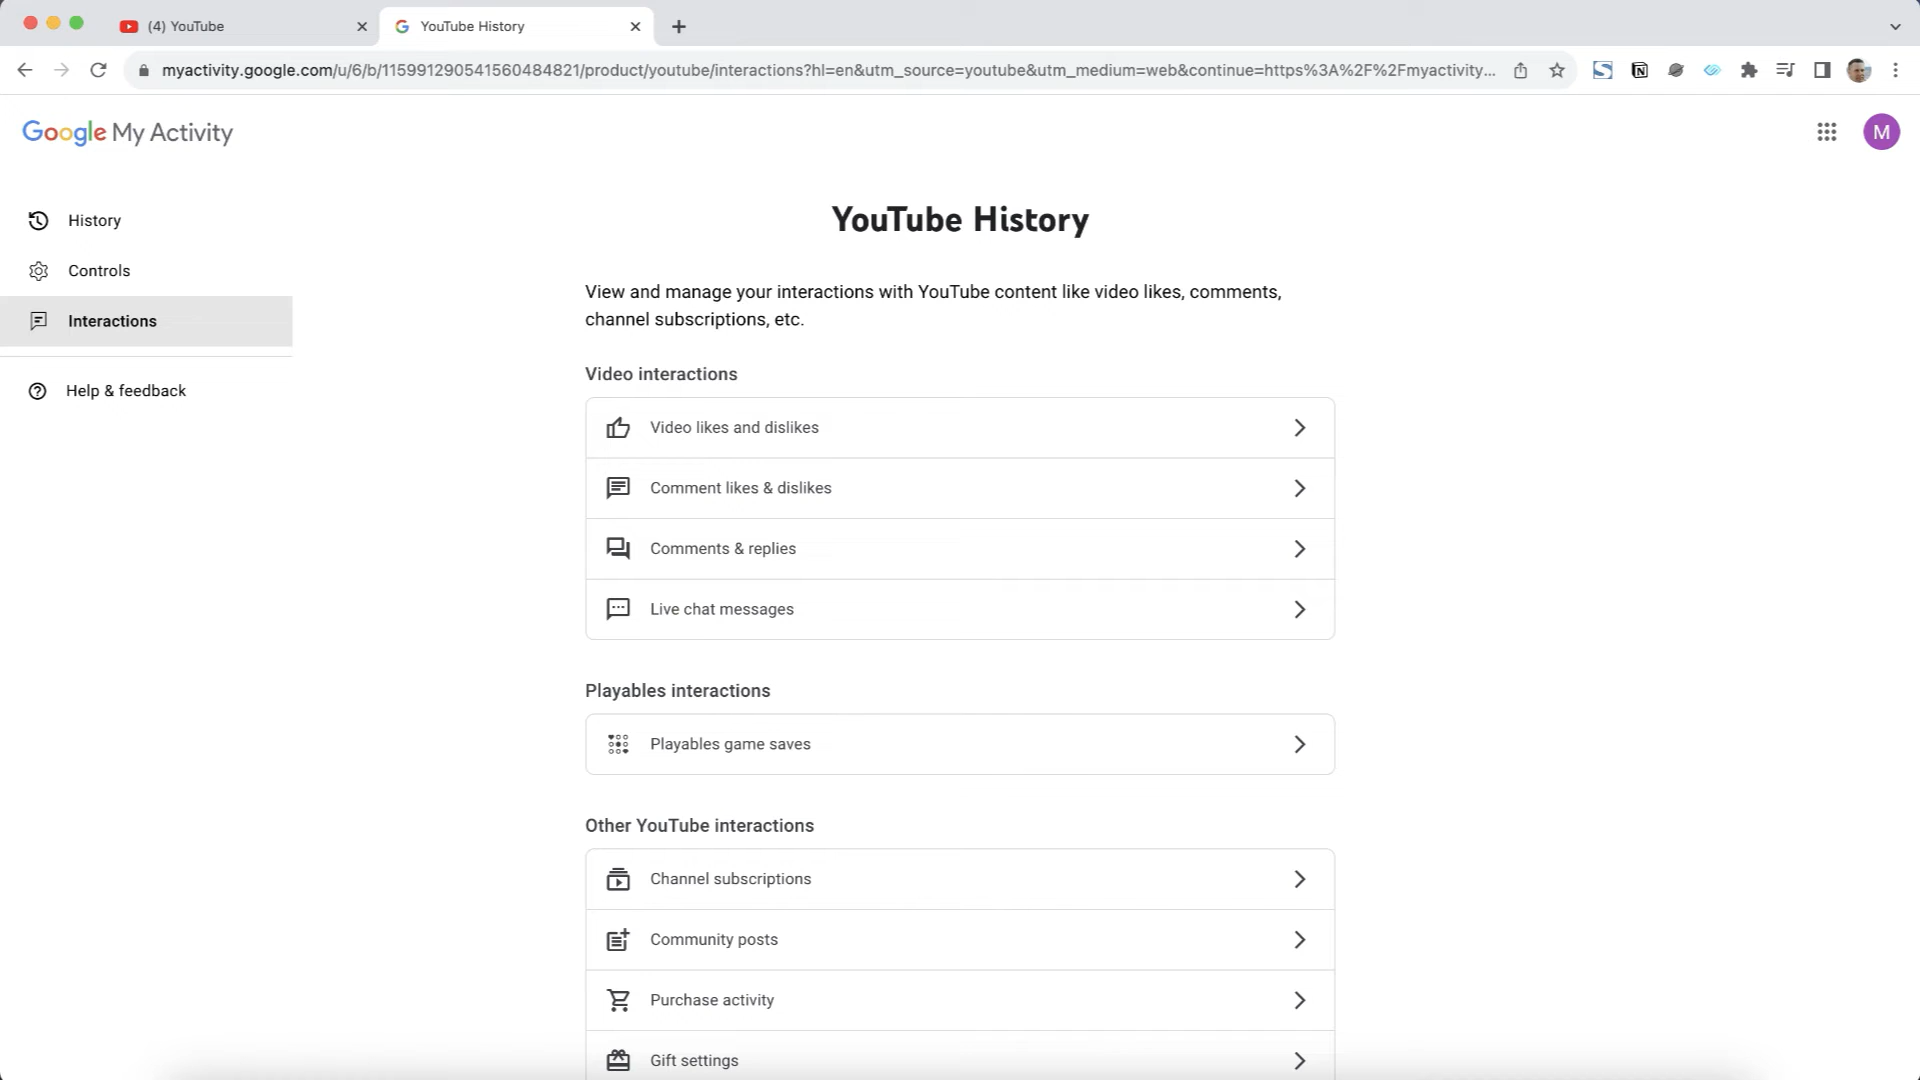 (4) YouTube
YouTube History
myactivity.google.com/u/6/b/115991290541560484821/product/youtube/interactions?hl=en&utm_source=youtube&utm_medium=web&continue=https%3A%2F%2Fmyactivity...
Google My Activity
M
History
Controls
Interactions
Help & feedback
YouTube History
View and manage your interactions with YouTube content like video likes, comments,
channel subscriptions, etc.
Video interactions
Video likes and dislikes
Comment likes & dislikes
Comments & replies
Live chat messages
Playables interactions
Playables game saves
Other YouTube interactions
Channel subscriptions
Community posts
Purchase activity
Gift settings